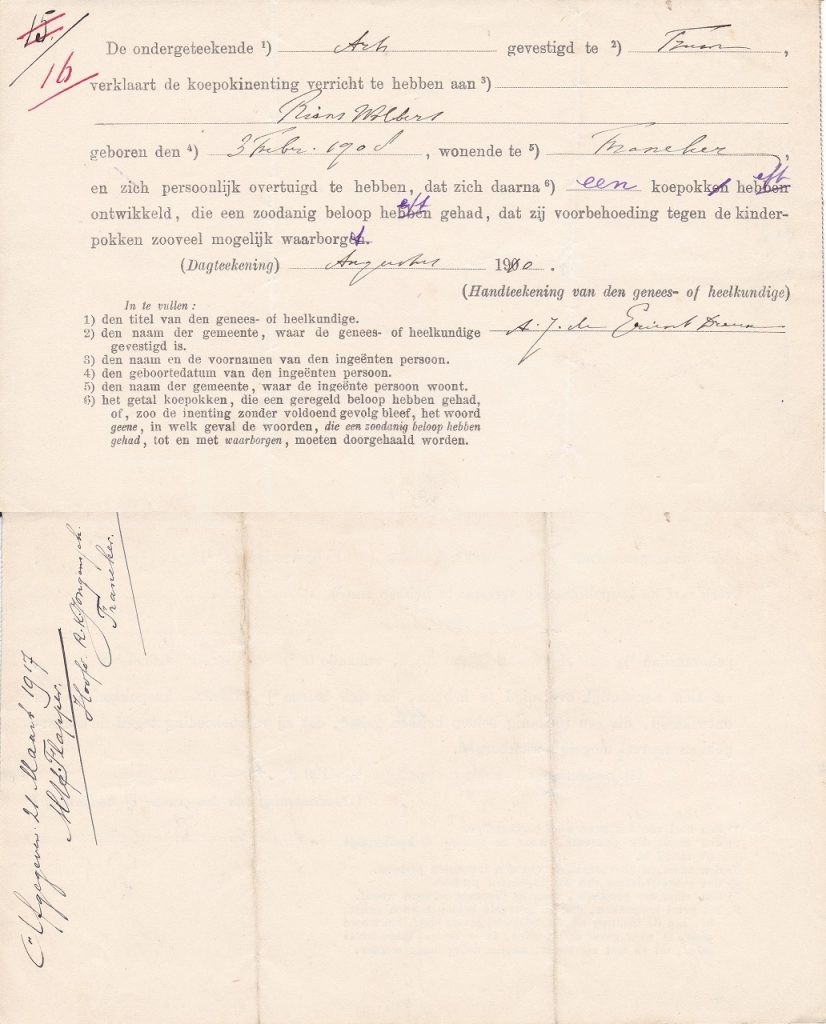 15
16
De ondergeteekende 1) Arts gevestigd te 2)
verklaart de koepokinenting verricht te hebben aan 3)
Wolbers
geboren den 4) 3 Febr. 1908, wonende te 5) Franeker,
en zich persoonlijk overtuigd te hebben, dat zich daarna 6) een koepokken hebben eft
ontwikkeld, die een zoodanig beloop hebben eft gehad, dat zij voorbehoeding tegen de kinder-
pokken zooveel mogelijk waarborgen.
(Dagteekening) Augustus 1910.
(Handteekening van den genees- of heelkundige)
In te vullen:
1) den titel van den genees- of heelkundige.
2) den naam der gemeente, waar de genees- of heelkundige
gevestigd is.
3) den naam en de voornamen van den ingeënten persoon.
4) den geboortedatum van den ingeënten persoon.
5) den naam der gemeente, waar de ingeënte persoon woont.
6) het getal koepokken, die een geregeld beloop hebben gehad,
of, zoo de inenting zonder voldoend gevolg bleef, het woord
geene, in welk geval de woorden, die een zoodanig beloop hebben
gehad, tot en met waarborgen, moeten doorgehaald worden.
A. J. de
Afgegeven 21 Maart 1917
Flapper.
Hoofd R.K. Jongenssch.
Franeker.